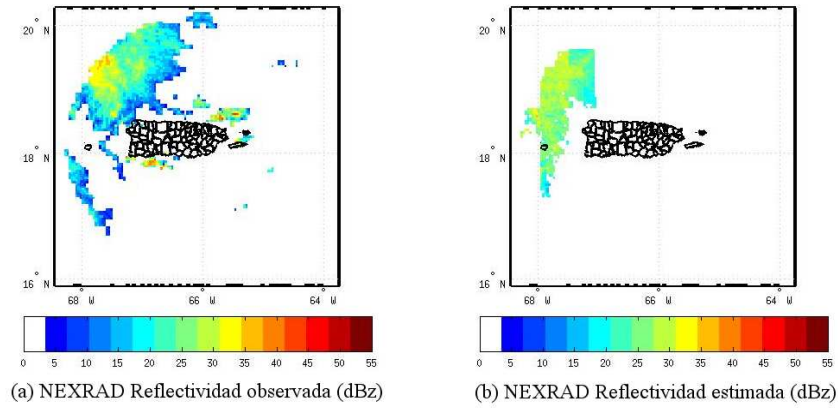 20° N
18° N
16° N
68° W
66° W
64° W
0 5 10 15 20 25 30 35 40 45 50 55
(a) NEXRAD Reflectividad observada (dBz)
20° N
18° N
16° N
68° W
66° W
64° W
0 5 10 15 20 25 30 35 40 45 50 55
(b) NEXRAD Reflectividad estimada (dBz)